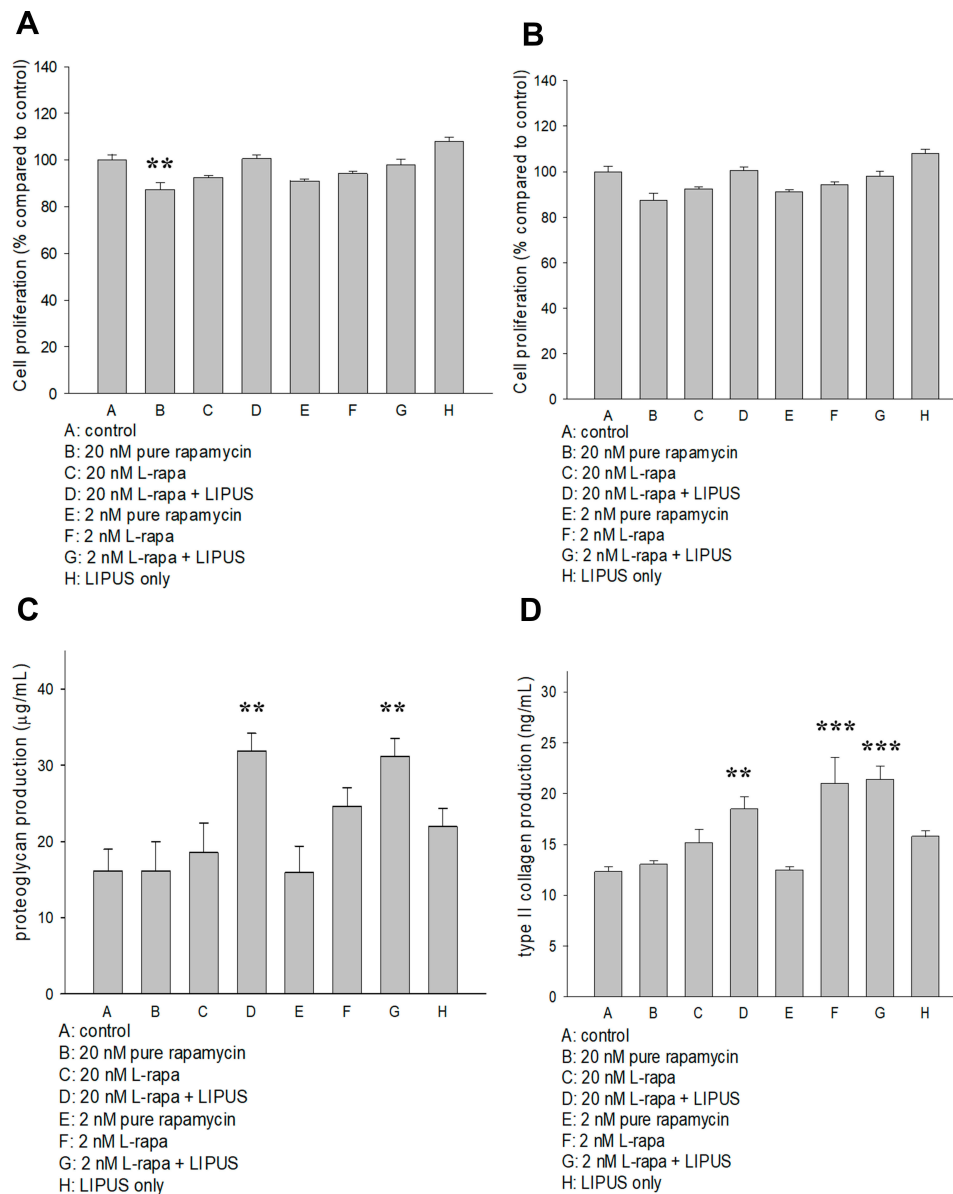 A
Cell proliferation (% compared to control)
140
120
100
80
60
40
20
0
**
A B C D E F G H
A: control
B: 20 nM pure rapamycin
C: 20 nM L-rapa
D: 20 nM L-rapa + LIPUS
E: 2 nM pure rapamycin
F: 2 nM L-rapa
G: 2 nM L-rapa + LIPUS
H: LIPUS only
B
Cell proliferation (% compared to control)
140
120
100
80
60
40
20
0
A B C D E F G H
A: control
B: 20 nM pure rapamycin
C: 20 nM L-rapa
D: 20 nM L-rapa + LIPUS
E: 2 nM pure rapamycin
F: 2 nM L-rapa
G: 2 nM L-rapa + LIPUS
H: LIPUS only
C
proteoglycan production (μg/mL)
40
30
20
10
0
** **
A B C D E F G H
A: control
B: 20 nM pure rapamycin
C: 20 nM L-rapa
D: 20 nM L-rapa + LIPUS
E: 2 nM pure rapamycin
F: 2 nM L-rapa
G: 2 nM L-rapa + LIPUS
H: LIPUS only
D
type II collagen production (ng/mL)
30
25
20
15
10
5
0
** *** ***
A B C D E F G H
A: control
B: 20 nM pure rapamycin
C: 20 nM L-rapa
D: 20 nM L-rapa + LIPUS
E: 2 nM pure rapamycin
F: 2 nM L-rapa
G: 2 nM L-rapa + LIPUS
H: LIPUS only